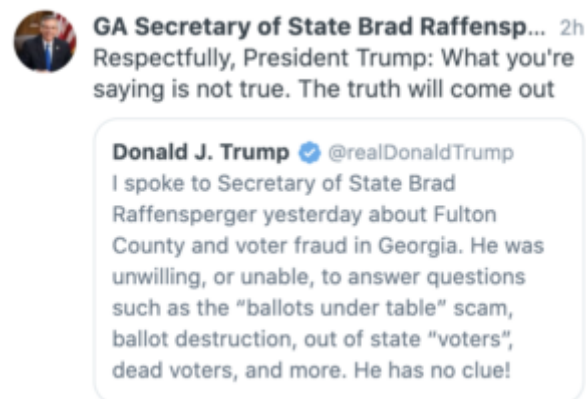 GA Secretary of State Brad Raffensp... 2h
Respectfully, President Trump: What you're
saying is not true. The truth will come out
Donald J. Trump @realDonaldTrump
I spoke to Secretary of State Brad
Raffensperger yesterday about Fulton
County and voter fraud in Georgia. He was
unwilling, or unable, to answer questions
such as the “ballots under table” scam,
ballot destruction, out of state “voters”,
dead voters, and more. He has no clue!